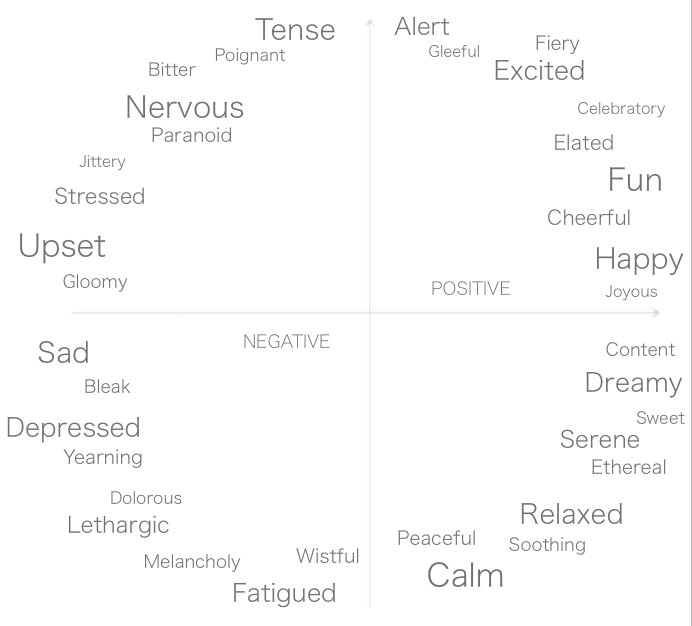 Tense
Alert
Poignant
Gleeful
Fiery
Bitter
Excited
Nervous
Celebratory
Paranoid
Elated
Jittery
Fun
Stressed
Cheerful
Upset
Happy
Gloomy
POSITIVE
Joyous
NEGATIVE
Sad
Content
Bleak
Dreamy
Sweet
Depressed
Serene
Yearning
Ethereal
Dolorous
Relaxed
Lethargic
Peaceful
Soothing
Melancholy
Wistful
Calm
Fatigued